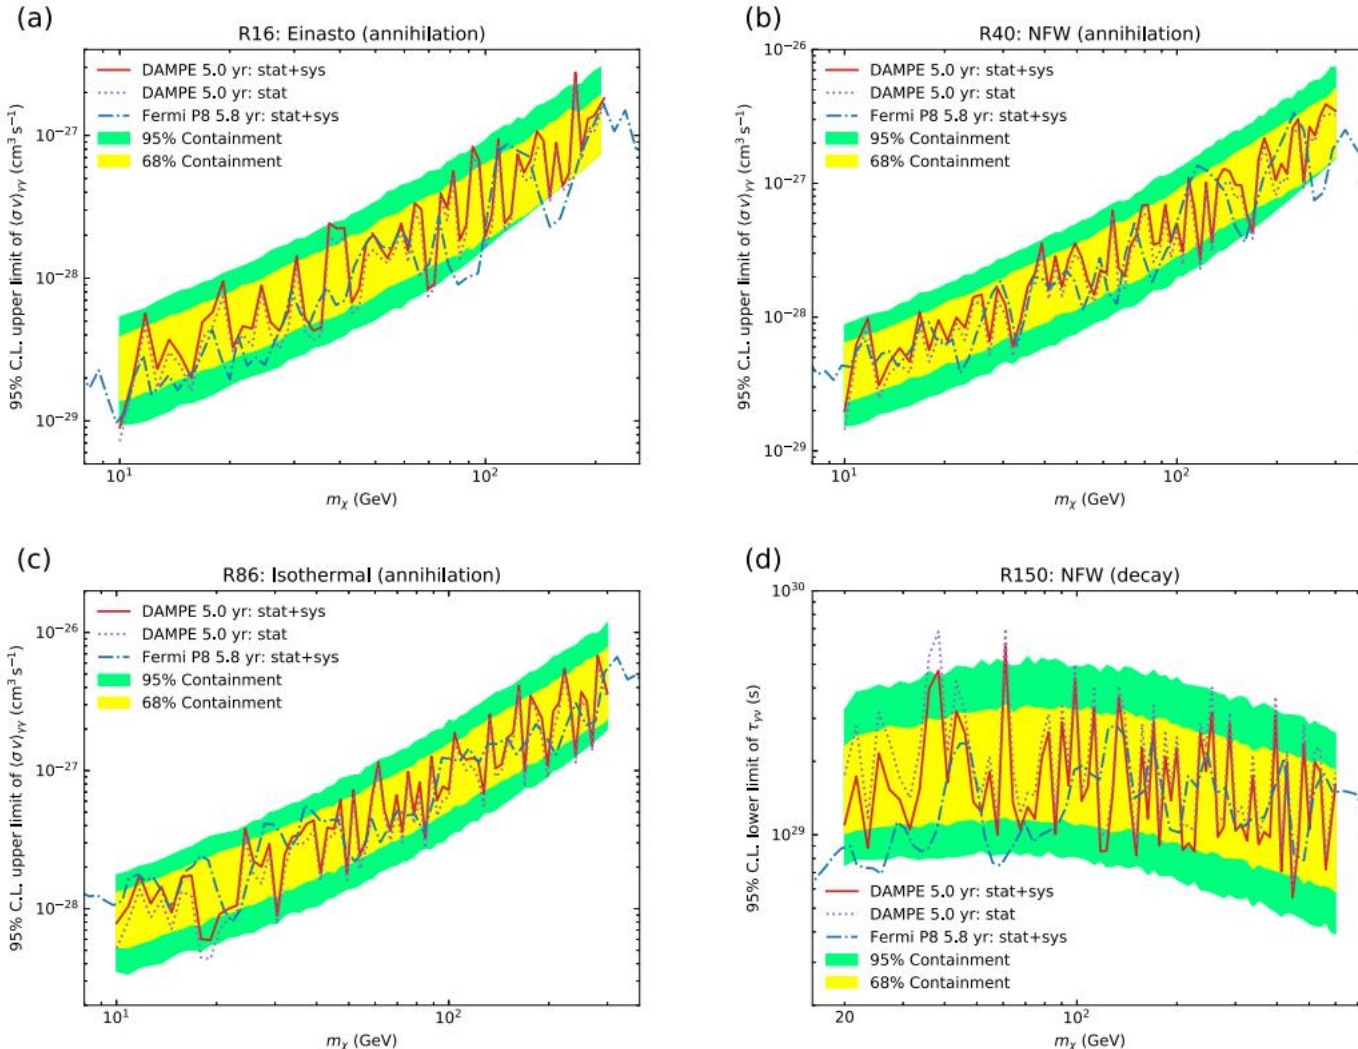 (a)
R16: Einasto (annihilation)
DAMPE 5.0 yr: stat+sys
DAMPE 5.0 yr: stat
Fermi P8 5.8 yr: stat+sys
95% Containment
68% Containment
95% C.L. upper limit of ⟨σv⟩γγ (cm³ s⁻¹)
10⁻²⁷
10⁻²⁸
10⁻²⁹
10¹
10²
mχ (GeV)
(b)
R40: NFW (annihilation)
DAMPE 5.0 yr: stat+sys
DAMPE 5.0 yr: stat
Fermi P8 5.8 yr: stat+sys
95% Containment
68% Containment
95% C.L. upper limit of ⟨σv⟩γγ (cm³ s⁻¹)
10⁻²⁶
10⁻²⁷
10⁻²⁸
10⁻²⁹
10¹
10²
mχ (GeV)
(c)
R86: Isothermal (annihilation)
DAMPE 5.0 yr: stat+sys
DAMPE 5.0 yr: stat
Fermi P8 5.8 yr: stat+sys
95% Containment
68% Containment
95% C.L. upper limit of ⟨σv⟩γγ (cm³ s⁻¹)
10⁻²⁶
10⁻²⁷
10⁻²⁸
10¹
10²
mχ (GeV)
(d)
R150: NFW (decay)
95% C.L. lower limit of τγν (s)
10³⁰
10²⁹
DAMPE 5.0 yr: stat+sys
DAMPE 5.0 yr: stat
Fermi P8 5.8 yr: stat+sys
95% Containment
68% Containment
20
10²
mχ (GeV)